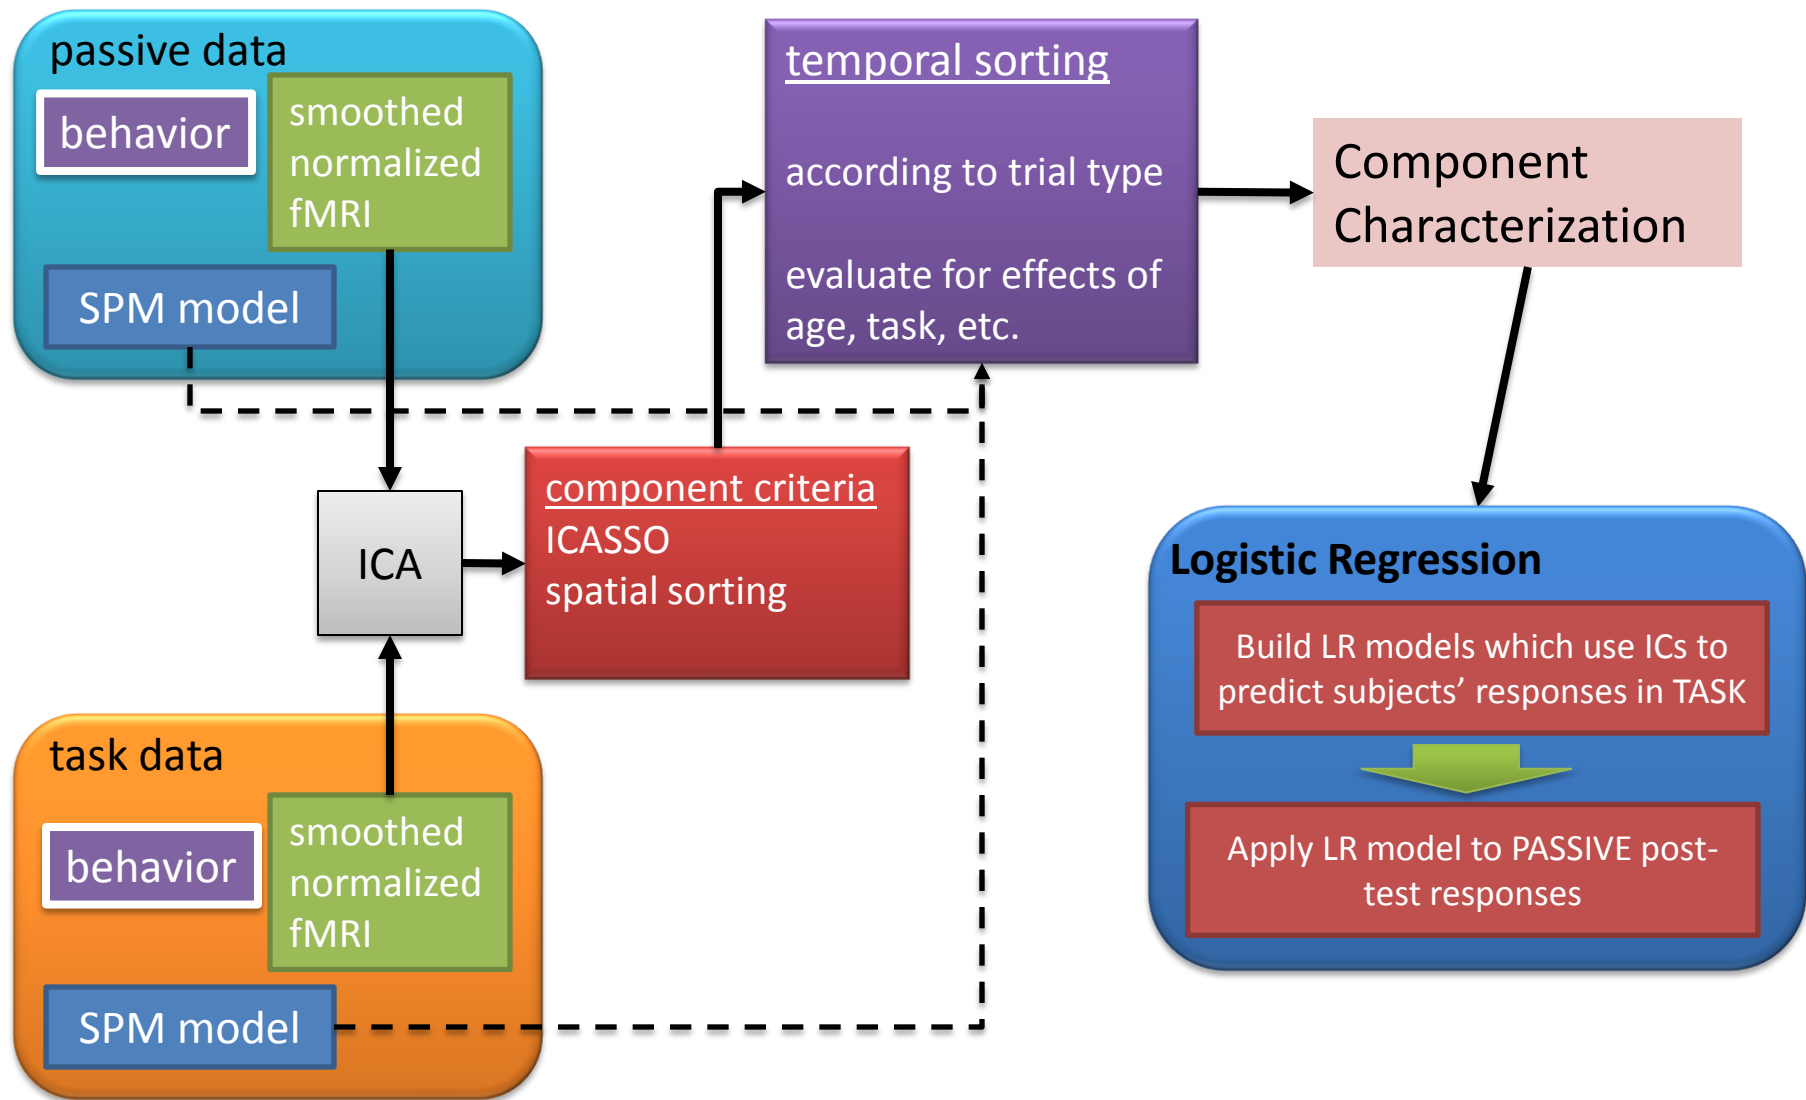 passive data
behavior
smoothed
normalized
fMRI
SPM model
temporal sorting
according to trial type
evaluate for effects of
age, task, etc.
Component
Characterization
ICA
component criteria
ICASSO
spatial sorting
task data
behavior
smoothed
normalized
fMRI
SPM model
Logistic Regression
Build LR models which use ICs to
predict subjects’ responses in TASK
Apply LR model to PASSIVE post-
test responses